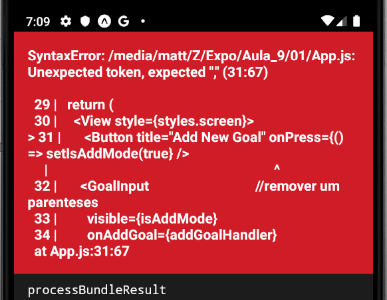 7:09
SyntaxError: /media/matt/Z/Expo/Aula_9/01/App.js:
Unexpected token, expected "," (31:67)
29 | return (
30 | <View style={styles.screen}>
> 31 | <Button title="Add New Goal" onPress={()
=> setIsAddMode(true} />
| ^
32 | <GoalInput //remover um
parenteses
33 | visible={isAddMode}
34 | onAddGoal={addGoalHandler}
at App.js:31:67
processBundleResult